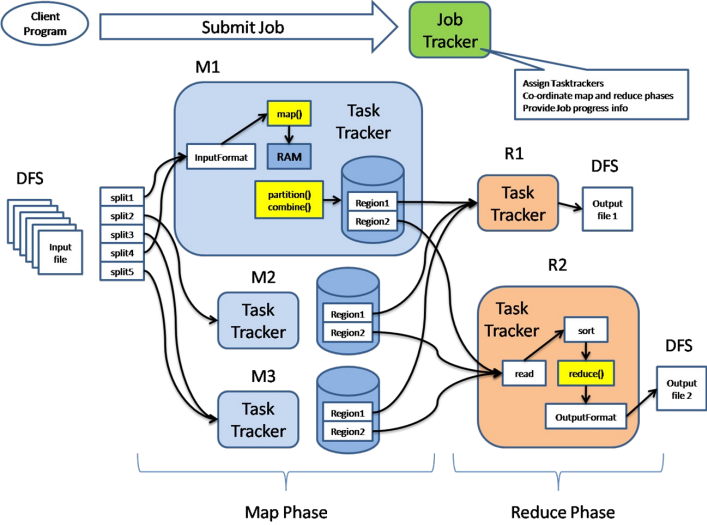 Client
Program
Submit Job
Job
Tracker
Assign Tasktrackers
Co-ordinate map and reduce phases
Provide Job progress info
M1
map()
Task
Tracker
InputFormat
RAM
partition()
combine()
Region1
Region2
DFS
Input
file
split1
split2
split3
split4
split5
M2
Task
Tracker
Region1
Region2
M3
Task
Tracker
Region1
Region2
R1
Task
Tracker
DFS
Output
file 1
R2
Task
Tracker
sort
read
reduce()
OutputFormat
DFS
Output
file 2
Map Phase
Reduce Phase